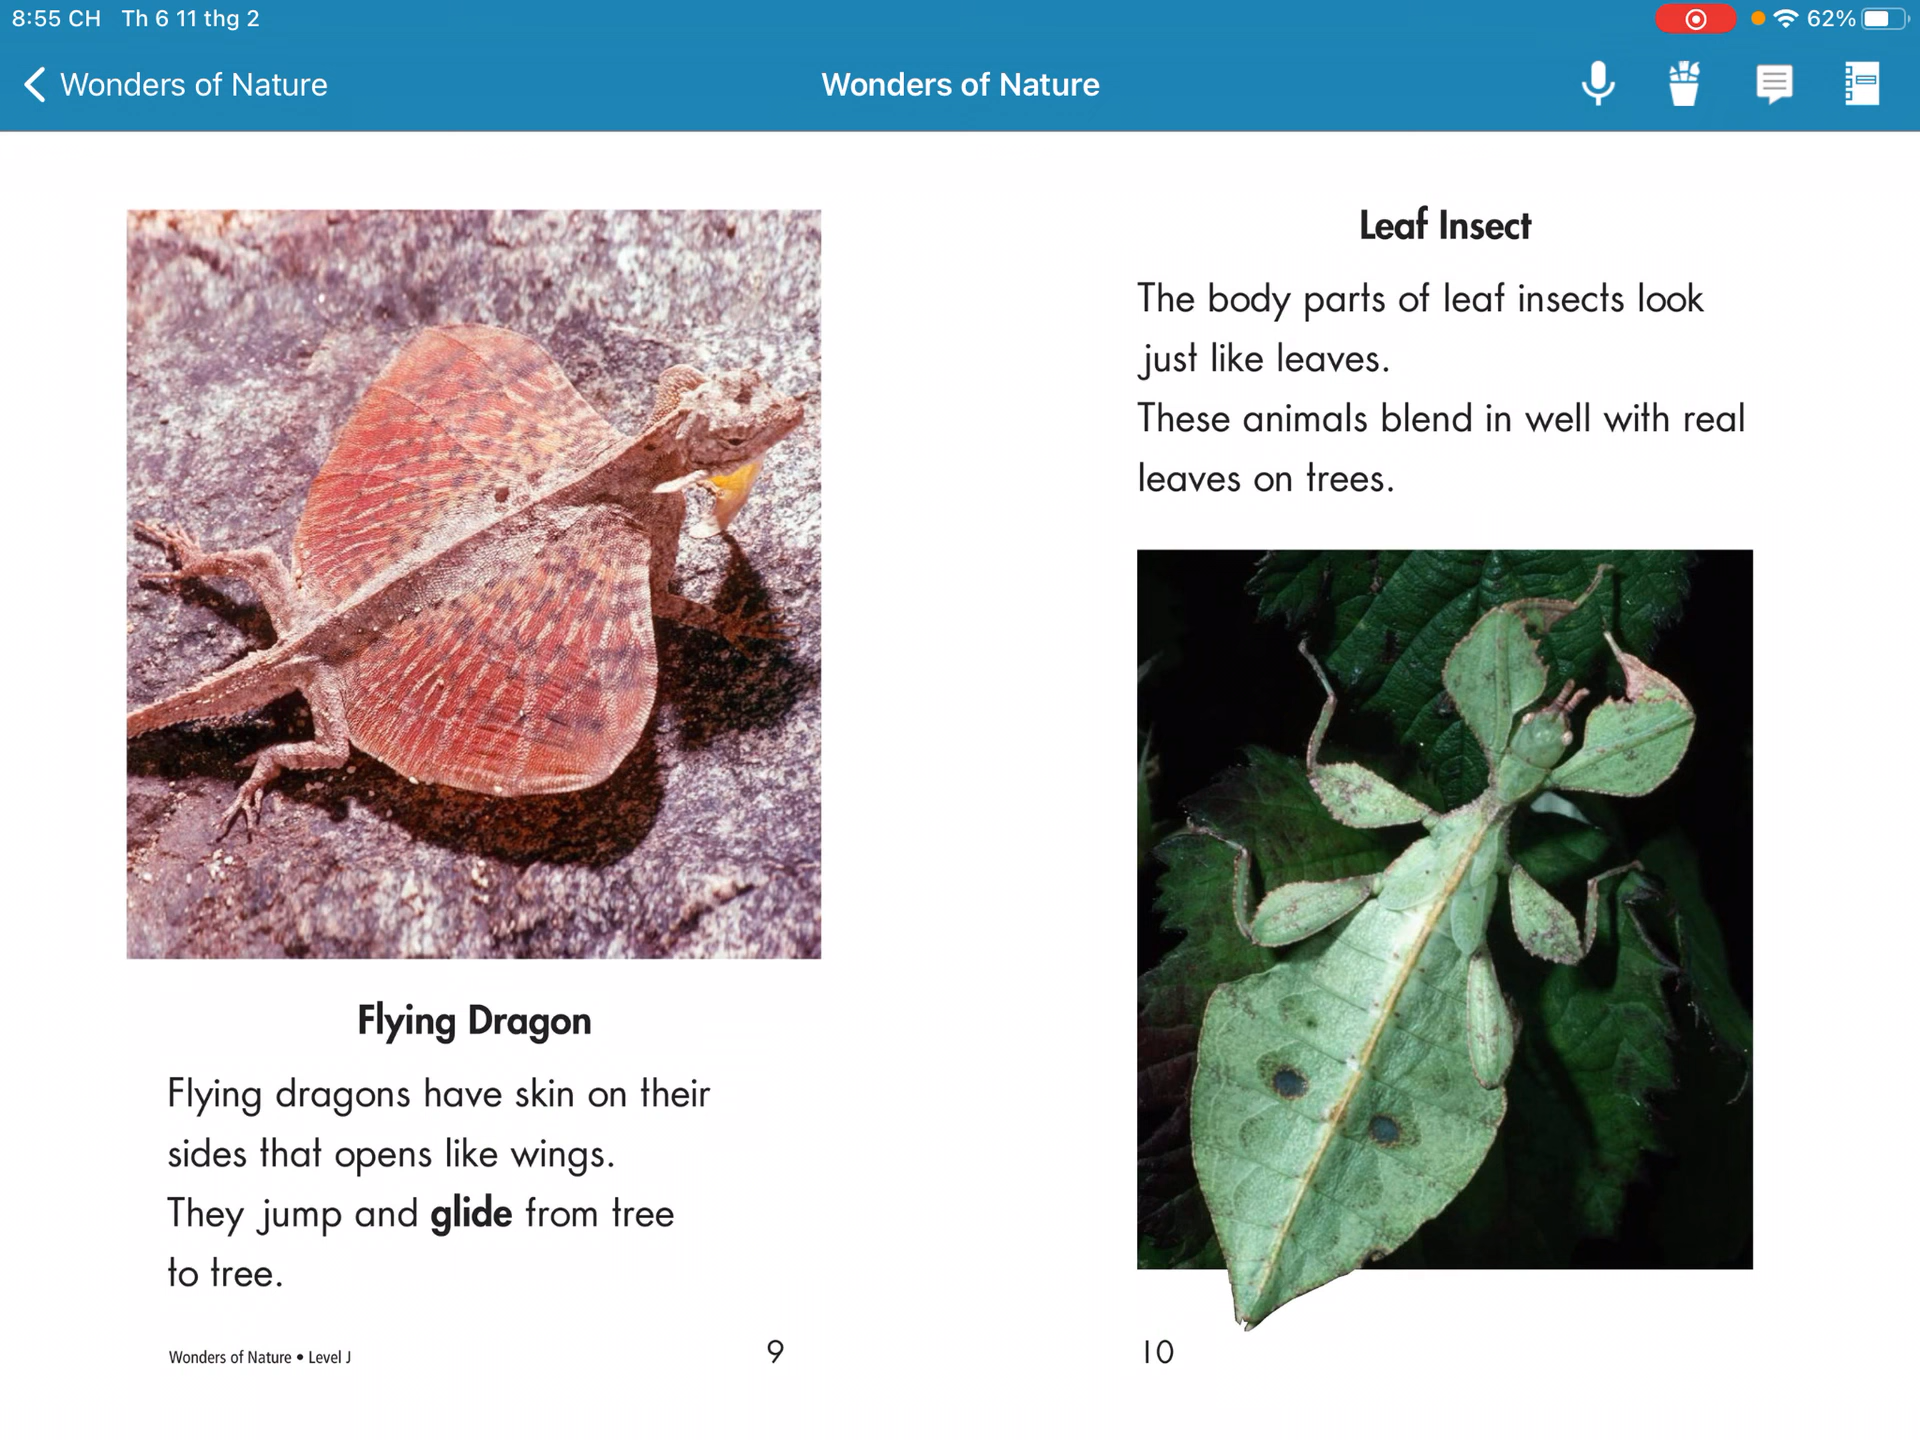 8:55 CH Th 6 11 thg 2
62%
Wonders of Nature
Wonders of Nature
Flying Dragon
Flying dragons have skin on their
sides that opens like wings.
They jump and glide from tree
to tree.
Wonders of Nature • Level J
9
Leaf Insect
The body parts of leaf insects look
just like leaves.
These animals blend in well with real
leaves on trees.
10